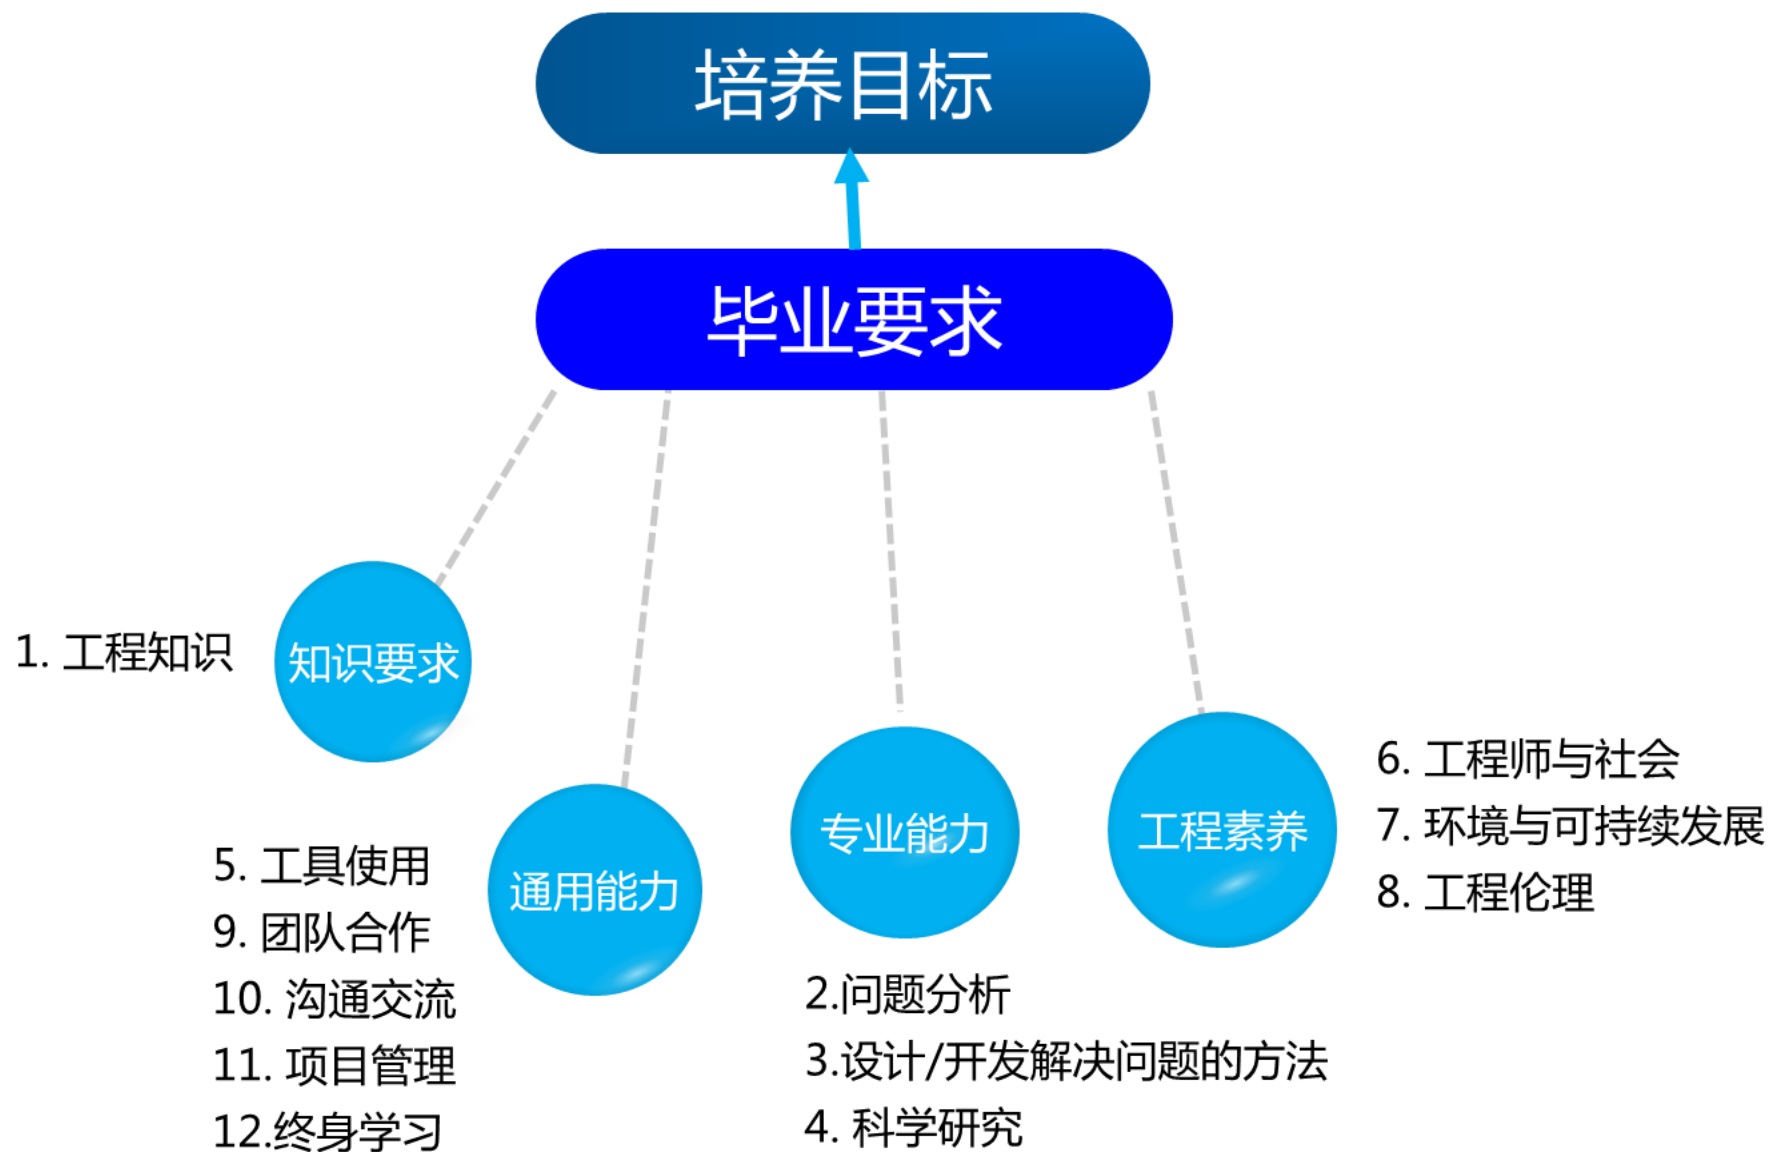 培养目标
毕业要求
1. 工程知识
知识要求
5. 工具使用
9. 团队合作
10. 沟通交流
11. 项目管理
12.终身学习
通用能力
专业能力
2.问题分析
3.设计/开发解决问题的方法
4. 科学研究
工程素养
6. 工程师与社会
7. 环境与可持续发展
8. 工程伦理